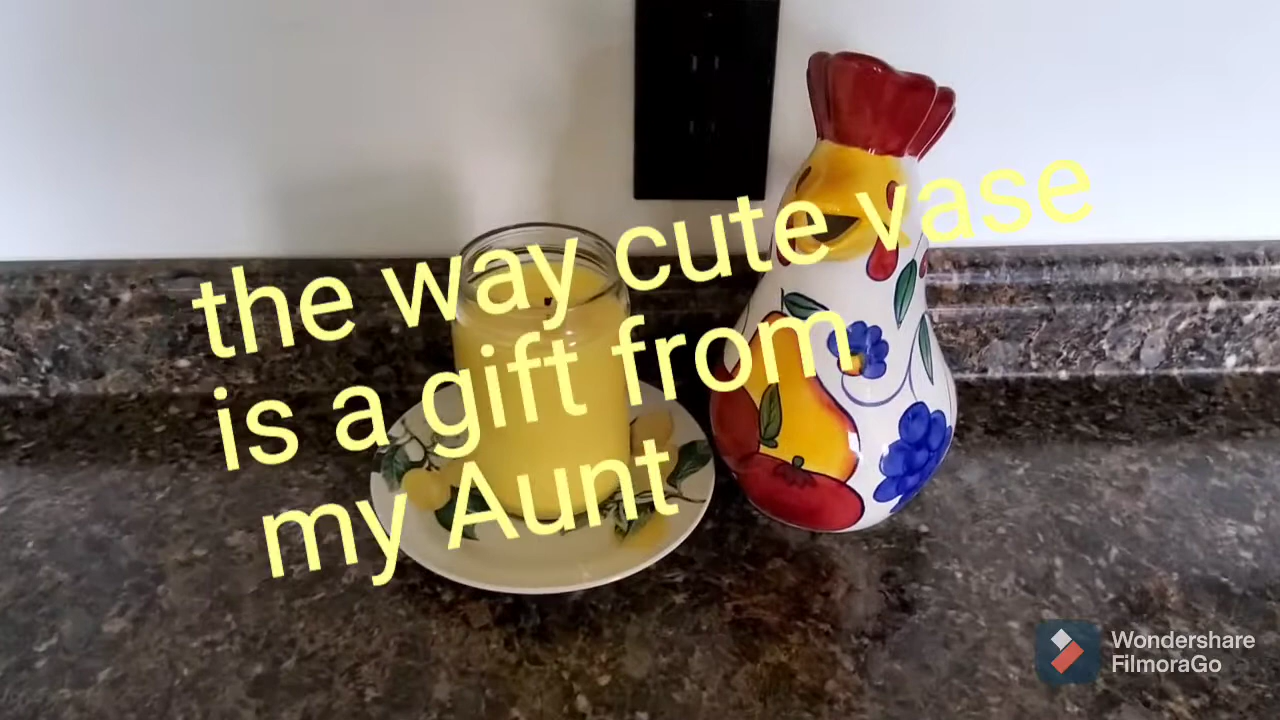 the way cute vase
is a gift from
my Aunt
Wondershare
FilmoraGo